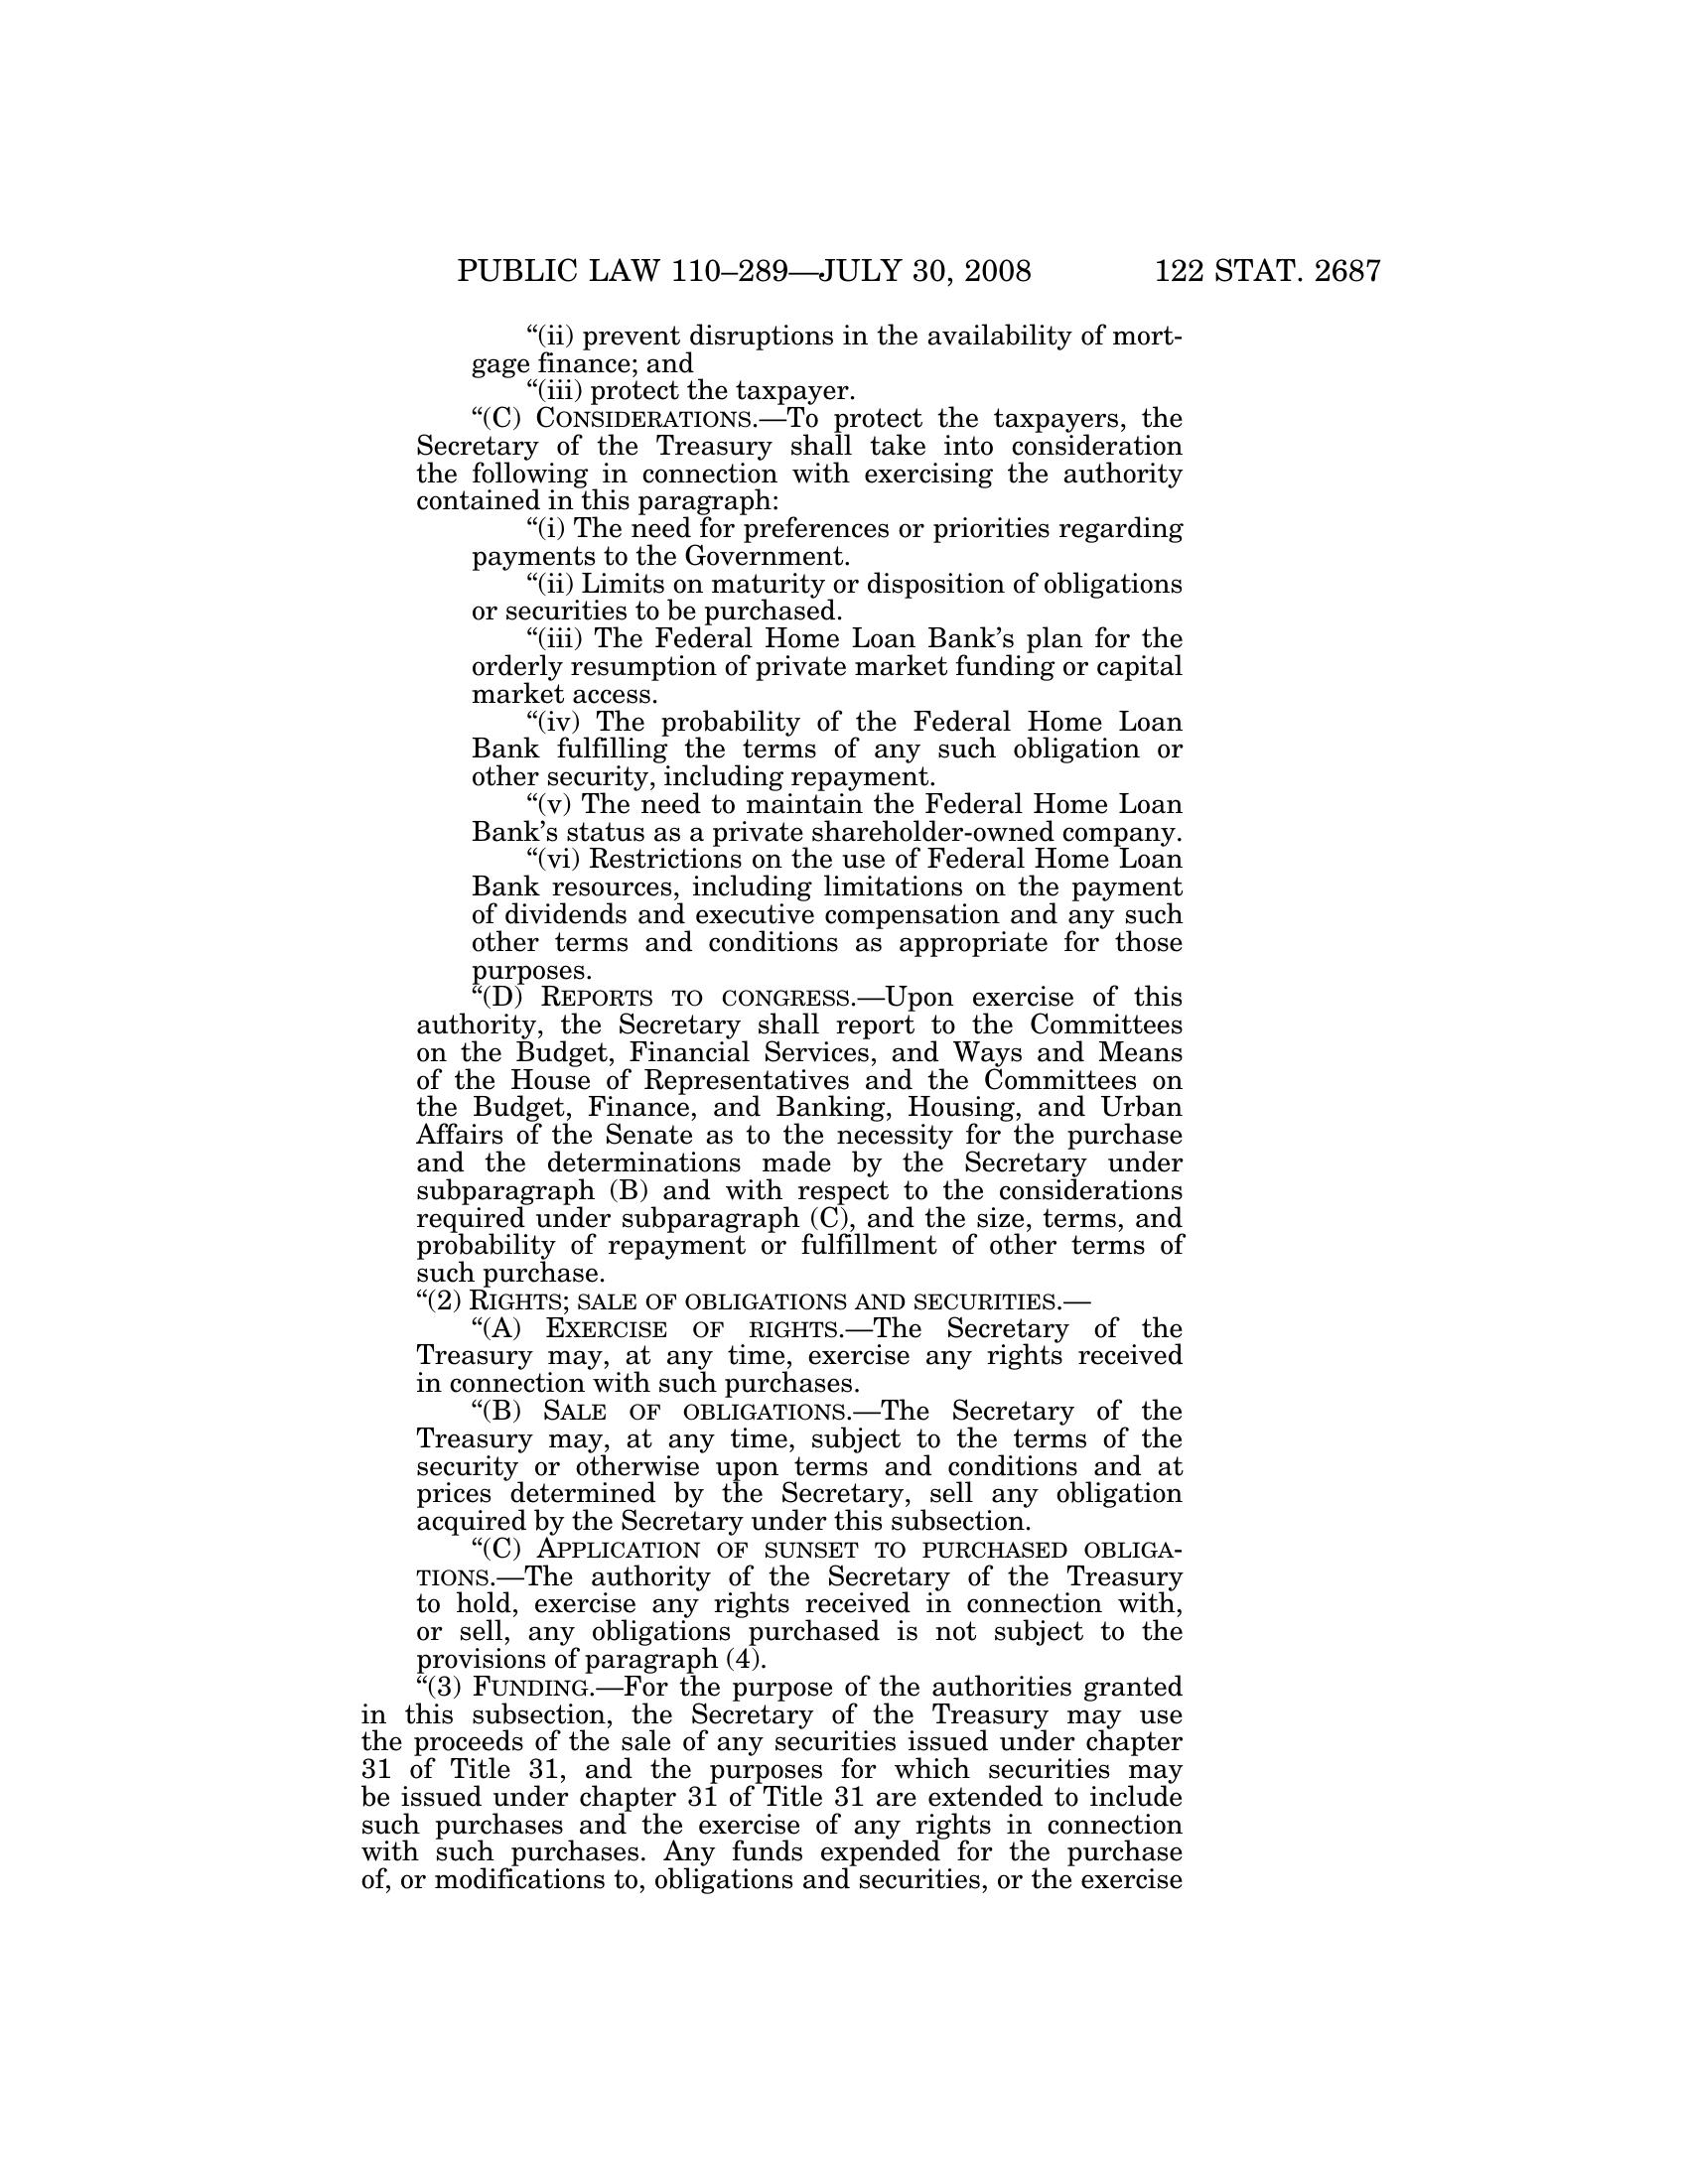 PUBLIC LAW 110–289—JULY 30, 2008 122 STAT. 2687
“(ii) prevent disruptions in the availability of mort-
gage finance; and
“(iii) protect the taxpayer.
“(C) CONSIDERATIONS.—To protect the taxpayers, the
Secretary of the Treasury shall take into consideration
the following in connection with exercising the authority
contained in this paragraph:
“(i) The need for preferences or priorities regarding
payments to the Government.
“(ii) Limits on maturity or disposition of obligations
or securities to be purchased.
“(iii) The Federal Home Loan Bank’s plan for the
orderly resumption of private market funding or capital
market access.
“(iv) The probability of the Federal Home Loan
Bank fulfilling the terms of any such obligation or
other security, including repayment.
“(v) The need to maintain the Federal Home Loan
Bank’s status as a private shareholder-owned company.
“(vi) Restrictions on the use of Federal Home Loan
Bank resources, including limitations on the payment
of dividends and executive compensation and any such
other terms and conditions as appropriate for those
purposes.
“(D) REPORTS TO CONGRESS.—Upon exercise of this
authority, the Secretary shall report to the Committees
on the Budget, Financial Services, and Ways and Means
of the House of Representatives and the Committees on
the Budget, Finance, and Banking, Housing, and Urban
Affairs of the Senate as to the necessity for the purchase
and the determinations made by the Secretary under
subparagraph (B) and with respect to the considerations
required under subparagraph (C), and the size, terms, and
probability of repayment or fulfillment of other terms of
such purchase.
“(2) RIGHTS; SALE OF OBLIGATIONS AND SECURITIES.—
“(A) EXERCISE OF RIGHTS.—The Secretary of the
Treasury may, at any time, exercise any rights received
in connection with such purchases.
“(B) SALE OF OBLIGATIONS.—The Secretary of the
Treasury may, at any time, subject to the terms of the
security or otherwise upon terms and conditions and at
prices determined by the Secretary, sell any obligation
acquired by the Secretary under this subsection.
“(C) APPLICATION OF SUNSET TO PURCHASED OBLIGA-
TIONS.—The authority of the Secretary of the Treasury
to hold, exercise any rights received in connection with,
or sell, any obligations purchased is not subject to the
provisions of paragraph (4).
“(3) FUNDING.—For the purpose of the authorities granted
in this subsection, the Secretary of the Treasury may use
the proceeds of the sale of any securities issued under chapter
31 of Title 31, and the purposes for which securities may
be issued under chapter 31 of Title 31 are extended to include
such purchases and the exercise of any rights in connection
with such purchases. Any funds expended for the purchase
of, or modifications to, obligations and securities, or the exercise